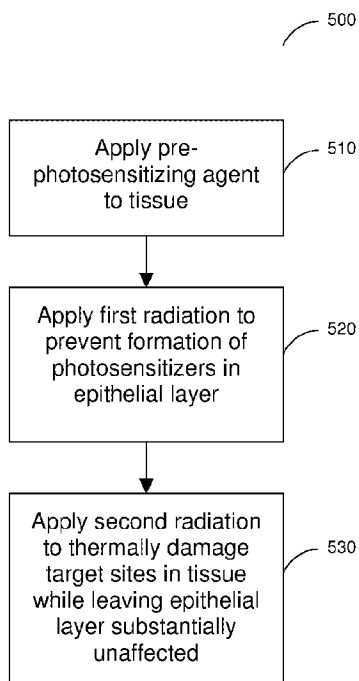 500
Apply pre-
photosensitizing agent
to tissue
510
Apply first radiation to
prevent formation of
photosensitizers in
epithelial layer
520
Apply second radiation
to thermally damage
target sites in tissue
while leaving epithelial
layer substantially
unaffected
530